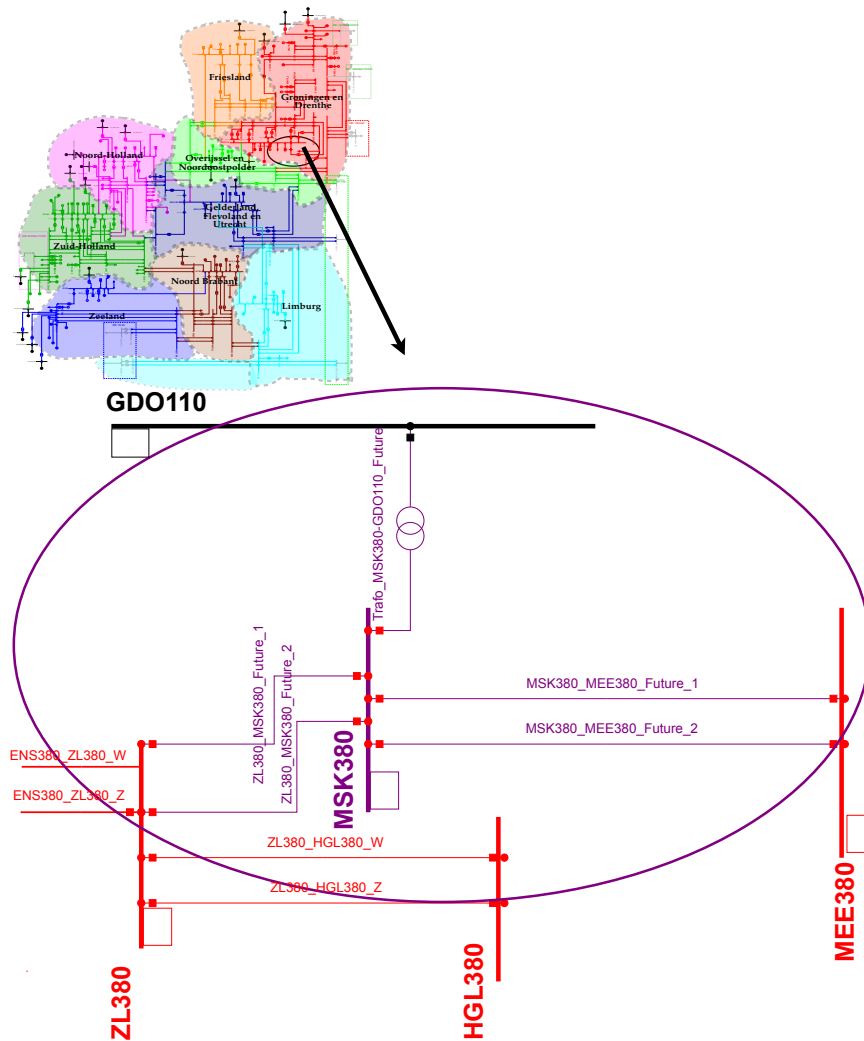 Friesland
Groningen en
Drenthe
Noord-Holland
Overijssel en
Noordoostpolder
Gelderland
Flevoland en
Utrecht
Zuid-Holland
Noord Brabant
Limburg
Zeeland
GDO110
Trafo_MSK380-GDO110_Future
ZL380_MSK380_Future_1
ZL380_MSK380_Future_2
MSK380_MEE380_Future_1
MSK380_MEE380_Future_2
MSK380
ENS380_ZL380_W
ENS380_ZL380_Z
ZL380_HGL380_W
ZL380_HGL380_Z
ZL380
HGL380
MEE380